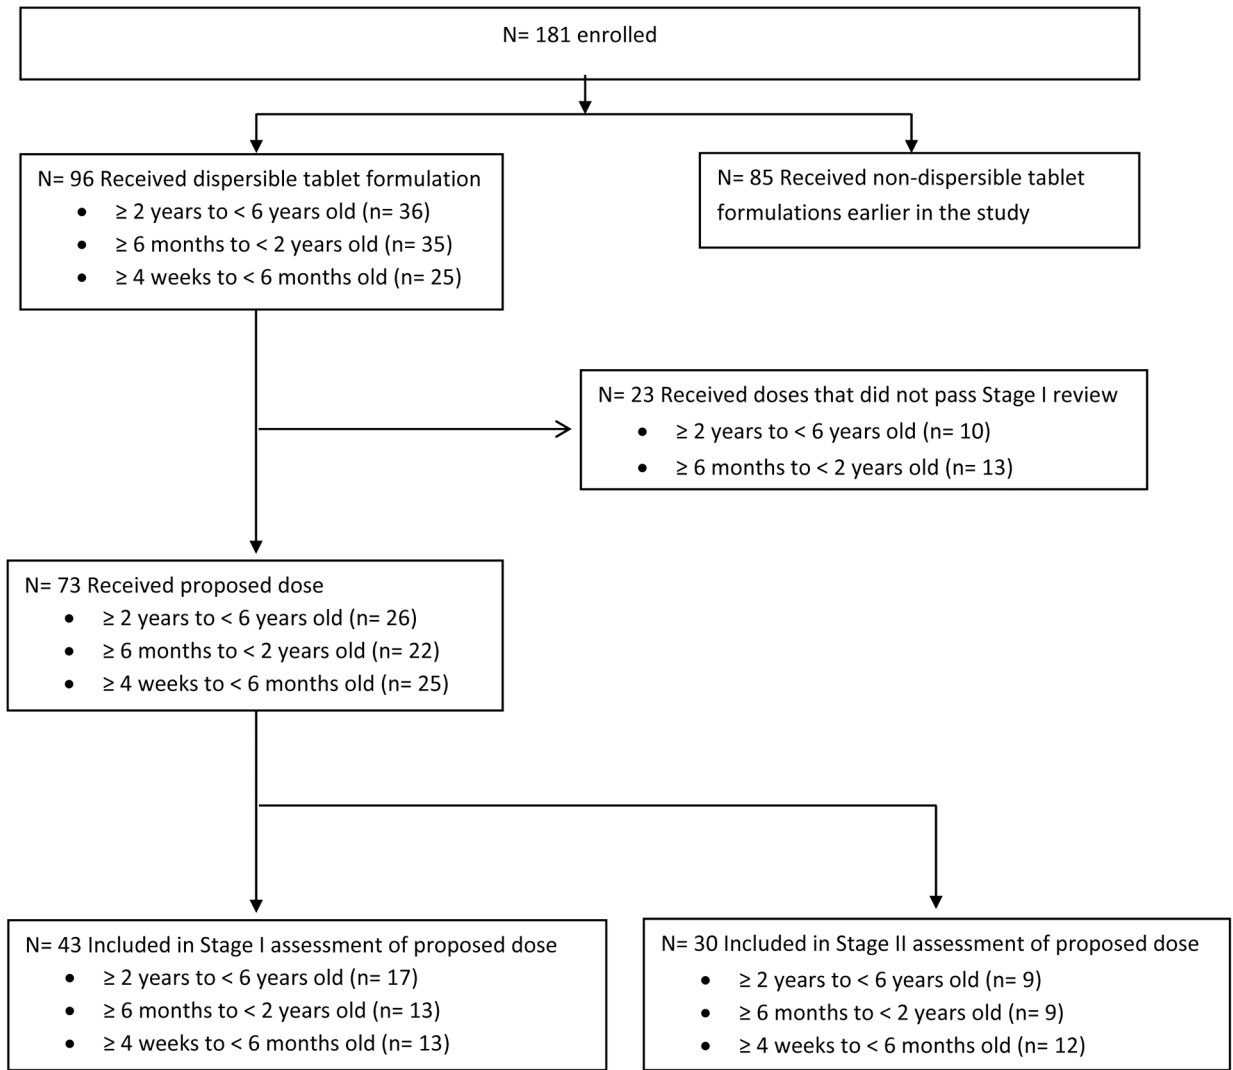 N= 181 enrolled
N= 96 Received dispersible tablet formulation
• ≥ 2 years to < 6 years old (n= 36)
• ≥ 6 months to < 2 years old (n= 35)
• ≥ 4 weeks to < 6 months old (n= 25)
N= 85 Received non-dispersible tablet
formulations earlier in the study
N= 23 Received doses that did not pass Stage I review
• ≥ 2 years to < 6 years old (n= 10)
• ≥ 6 months to < 2 years old (n= 13)
N= 73 Received proposed dose
• ≥ 2 years to < 6 years old (n= 26)
• ≥ 6 months to < 2 years old (n= 22)
• ≥ 4 weeks to < 6 months old (n= 25)
N= 43 Included in Stage I assessment of proposed dose
• ≥ 2 years to < 6 years old (n= 17)
• ≥ 6 months to < 2 years old (n= 13)
• ≥ 4 weeks to < 6 months old (n= 13)
N= 30 Included in Stage II assessment of proposed dose
• ≥ 2 years to < 6 years old (n= 9)
• ≥ 6 months to < 2 years old (n= 9)
• ≥ 4 weeks to < 6 months old (n= 12)